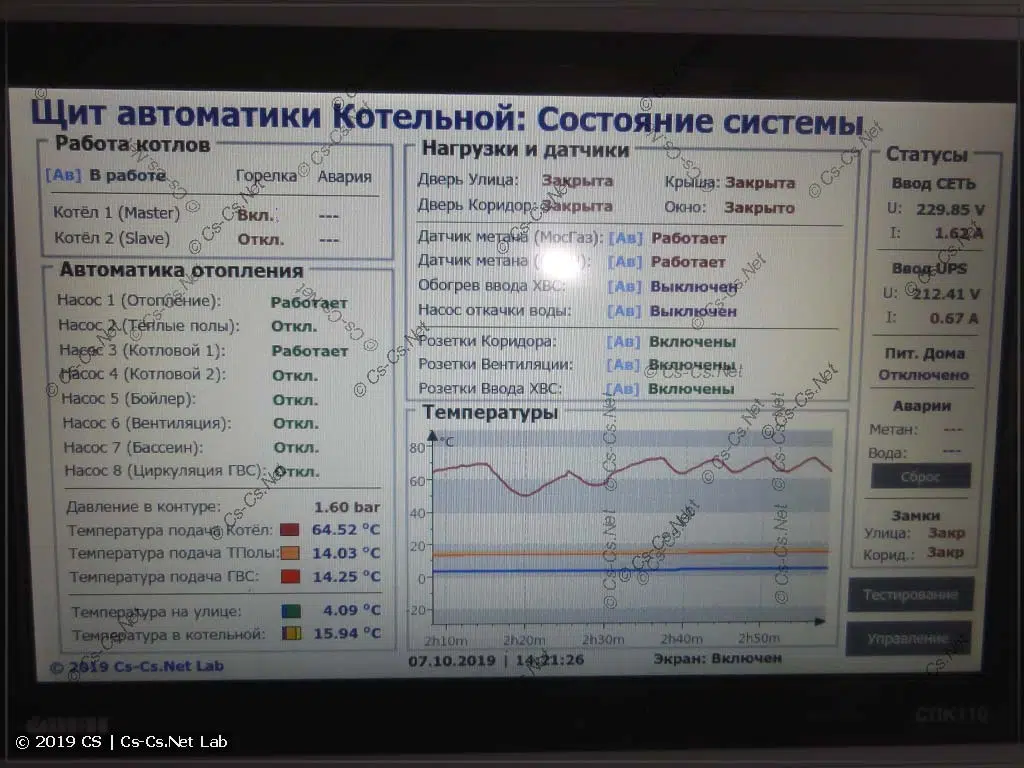 Щит автоматики Котельной: Состояние системы
Работа котлов
[Ав] В работе Горелка Авария
Котёл 1 (Master) Вкл. ---
Котёл 2 (Slave) Откл. ---
Автоматика отопления
Насос 1 (Отопление): Работает
Насос 2 (Тёплые полы): Откл.
Насос 3 (Котловой 1): Работает
Насос 4 (Котловой 2): Откл.
Насос 5 (Бойлер): Откл.
Насос 6 (Вентиляция): Откл.
Насос 7 (Бассеин): Откл.
Насос 8 (Циркуляция ГВС): Откл.
Давление в контуре: 1.60 bar
Температура подача Котёл: 64.52 °C
Температура подача ТПолы: 14.03 °C
Температура подача ГВС: 14.25 °C
Температура на улице: 4.09 °C
Температура в котельной: 15.94 °C
© 2019 Cs-Cs.Net Lab
Нагрузки и датчики
Дверь Улица: Закрыта Крыша: Закрыта
Дверь Коридор: Закрыта Окно: Закрыто
Датчик метана (МосГаз): [Ав] Работает
Датчик метана [Ав] Работает
Обогрев ввода ХВС: [Ав] Выключен
Насос откачки воды: [Ав] Выключен
Розетки Коридора: [Ав] Включены
Розетки Вентиляции: [Ав] Включены
Розетки Ввода ХВС: [Ав] Включены
Температуры
°C
80
60
40
20
0
-20
2h10m 2h20m 2h30m 2h40m 2h50m
07.10.2019 | 14:21:26 Экран: Включен
Статусы
Ввод СЕТЬ
U: 229.85 V
I: 1.62 A
Ввод UPS
U: 212.41 V
I: 0.67 A
Пит. Дома
Отключено
Аварии
Метан: ---
Вода: ---
Сброс
Замки
Улица: Закр
Корид.: Закр
Тестирование
Управление
СПК110
© 2019 CS | Cs-Cs.Net Lab
© Cs-Cs.Net